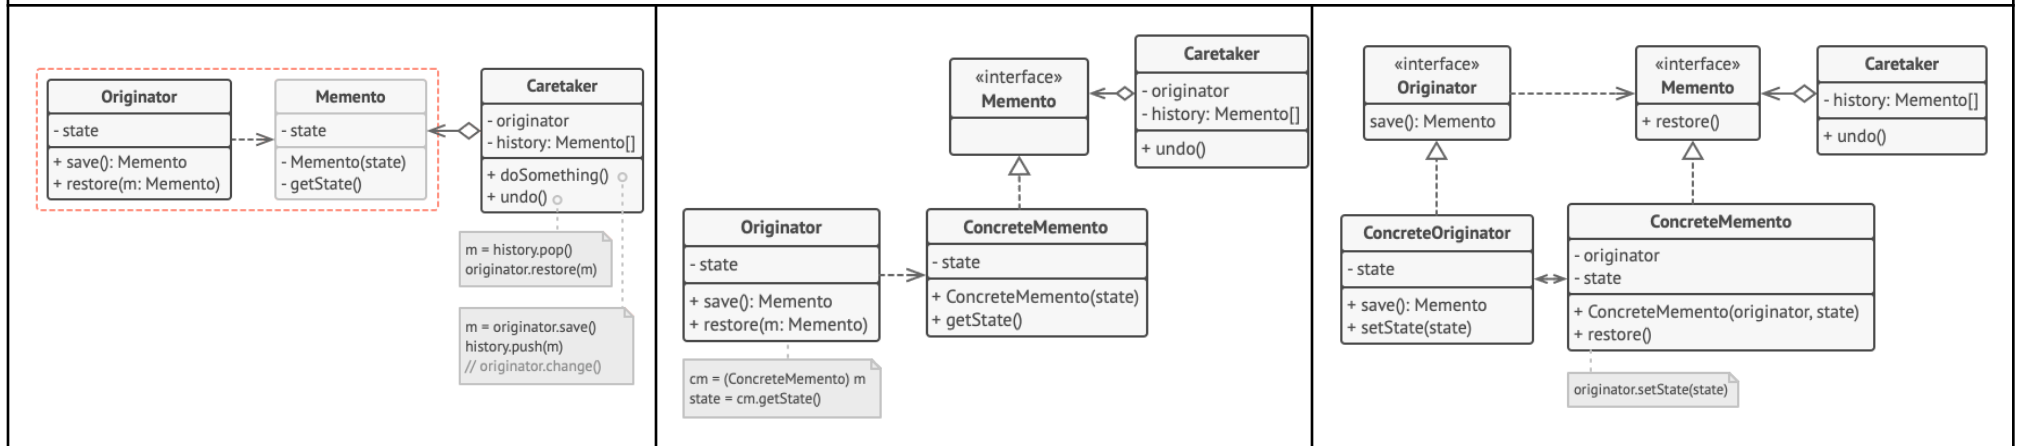 Originator
- state
+ save(): Memento
+ restore(m: Memento)
Memento
- state
- Memento(state)
- getState()
Caretaker
- originator
- history: Memento[]
+ doSomething()
+ undo()
m = history.pop()
originator.restore(m)
m = originator.save()
history.push(m)
// originator.change()
«interface»
Memento
Caretaker
- originator
- history: Memento[]
+ undo()
Originator
- state
+ save(): Memento
+ restore(m: Memento)
ConcreteMemento
- state
+ ConcreteMemento(state)
+ getState()
cm = (ConcreteMemento) m
state = cm.getState()
«interface»
Originator
save(): Memento
«interface»
Memento
+ restore()
Caretaker
- history: Memento[]
+ undo()
ConcreteOriginator
- state
+ save(): Memento
+ setState(state)
ConcreteMemento
- originator
- state
+ ConcreteMemento(originator, state)
+ restore()
originator.setState(state)